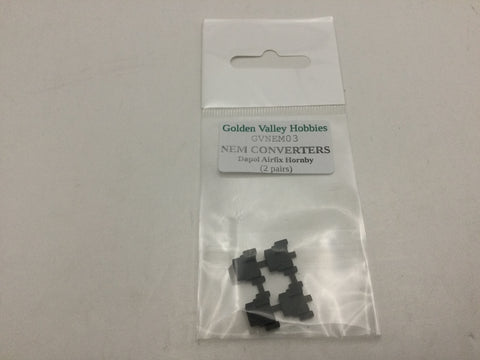 Golden Valley Hobbies
GVNEM03
NEM CONVERTERS
Dapol Airfix Hornby
(2 pairs)